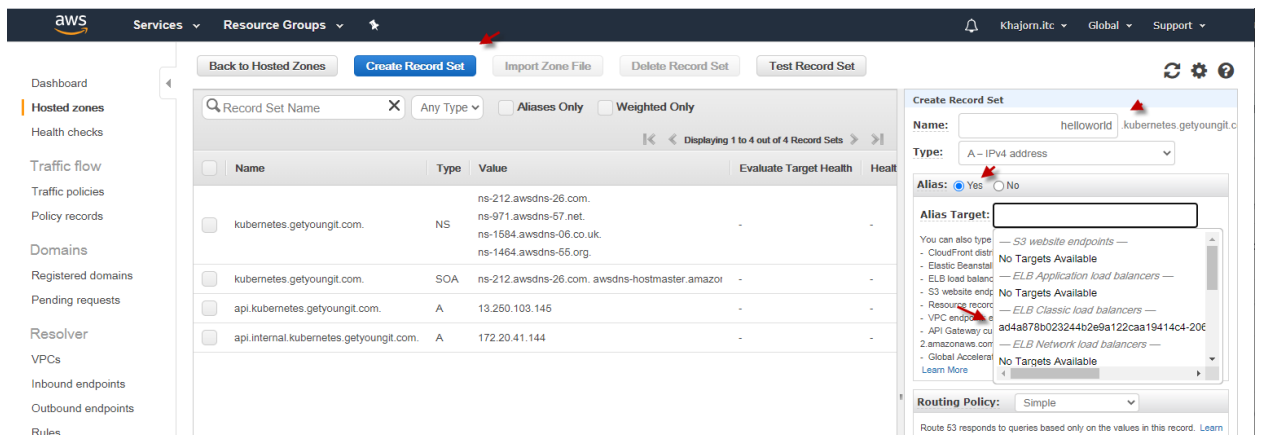 aws Services Resource Groups Khajorn.itc Global Support
Dashboard
Hosted zones
Health checks
Traffic flow
Traffic policies
Policy records
Domains
Registered domains
Pending requests
Resolver
VPCs
Inbound endpoints
Outbound endpoints
Rules
Back to Hosted Zones Create Record Set Import Zone File Delete Record Set Test Record Set
Record Set Name X Any Type Aliases Only Weighted Only
Displaying 1 to 4 out of 4 Record Sets
Name Type Value Evaluate Target Health Healt
kubernetes.getyoungit.com. NS
ns-212.awsdns-26.com.
ns-971.awsdns-57.net.
ns-1584.awsdns-06.co.uk.
ns-1464.awsdns-55.org.
- -
kubernetes.getyoungit.com. SOA ns-212.awsdns-26.com. awsdns-hostmaster.amazor - -
api.kubernetes.getyoungit.com. A 13.250.103.145 - -
api.internal.kubernetes.getyoungit.com. A 172.20.41.144 - -
Create Record Set
Name: helloworld .kubernetes.getyoungit.c
Type: A – IPv4 address
Alias: Yes No
Alias Target:
You can also type
- CloudFront distr
- Elastic Beanstal
- ELB load balanc
- S3 website endp
- Resource record
- VPC endpoint e
- API Gateway cu
2.amazonaws.com
- Global Accelerat
Learn More
— S3 website endpoints —
No Targets Available
— ELB Application load balancers —
No Targets Available
— ELB Classic load balancers —
ad4a878b023244b2e9a122caa19414c4-206
— ELB Network load balancers —
No Targets Available
Routing Policy: Simple
Route 53 responds to queries based only on the values in this record. Learn